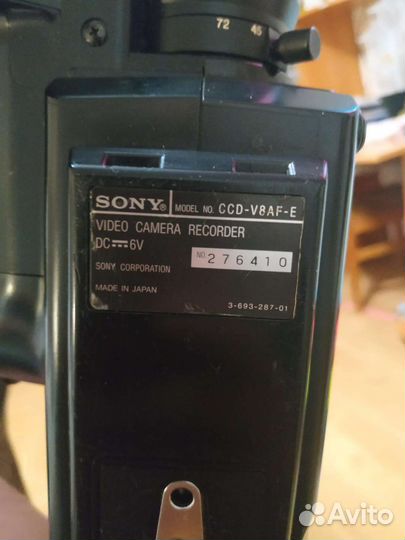 72 45
SONY® MODEL NO. CCD-V8AF-E
VIDEO CAMERA RECORDER
DC⎓6V
NO. 276410
SONY CORPORATION
MADE IN JAPAN
3-693-287-01
Avito